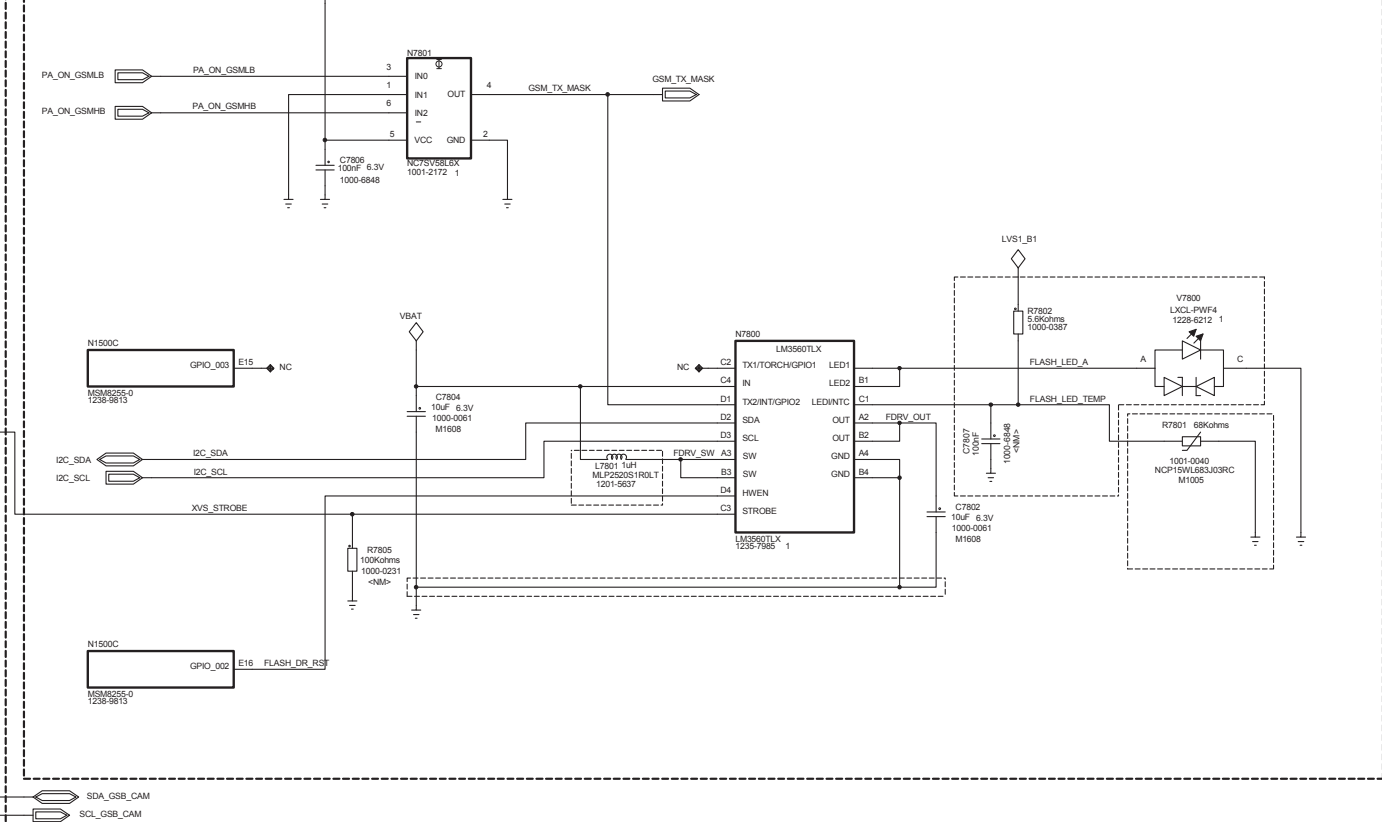 N7801
PA_ON_GSMLB
PA_ON_GSMLB
3
IN0
1
IN1
OUT
4
GSM_TX_MASK
GSM_TX_MASK
PA_ON_GSMHB
PA_ON_GSMHB
6
IN2
5
VCC
GND
2
C7806
100nF 6.3V
1000-6848
NC7SV58L6X
1001-2172 1
LVS1_B1
R7802
5.6Kohms
1000-0387
V7800
LXCL-PWF4
1228-6212 1
A
C
VBAT
N1500C
GPIO_003
E15
NC
MSM8255-0
1238-9813
N7800
LM3560TLX
NC
C2
TX1/TORCH/GPIO1
LED1
FLASH_LED_A
C4
IN
LED2
B1
D1
TX2/INT/GPIO2
LEDI/NTC
C1
FLASH_LED_TEMP
D2
SDA
OUT
A2
FDRV_OUT
D3
SCL
OUT
B2
FDRV_SW
A3
SW
GND
A4
B3
SW
GND
B4
D4
HWEN
C3
STROBE
LM3560TLX
1235-7985 1
C7804
10uF 6.3V
1000-0061
M1608
C7807
100nF
1000-6848
<NM>
R7801 68Kohms
1001-0040
NCP15WL683J03RC
M1005
I2C_SDA
I2C_SDA
I2C_SCL
I2C_SCL
L7801 1uH
MLP2520S1R0LT
1201-5637
XVS_STROBE
C7802
10uF 6.3V
1000-0061
M1608
R7805
100Kohms
1000-0231
<NM>
N1500C
GPIO_002
E16
FLASH_DR_RST
MSM8255-0
1238-9813
SDA_GSB_CAM
SCL_GSB_CAM